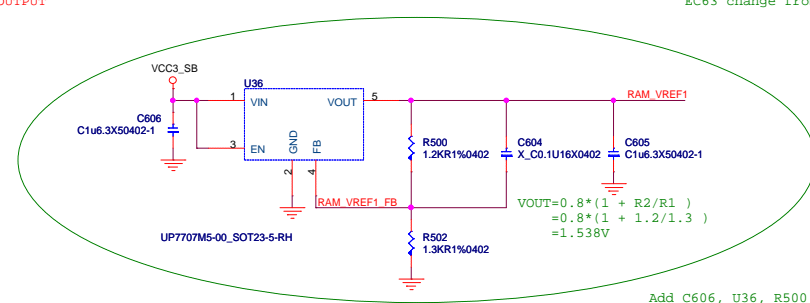 OUTPUT
EC63 change fro
VCC3_SB
U36
1
VIN
VOUT
5
RAM_VREF1
C606
C1u6.3X50402-1
3
EN
GND
FB
2
4
R500
1.2KR1%0402
C604
X_C0.1U16X0402
C605
C1u6.3X50402-1
RAM_VREF1_FB
VOUT=0.8*(1 + R2/R1 )
=0.8*(1 + 1.2/1.3 )
=1.538V
UP7707M5-00_SOT23-5-RH
R502
1.3KR1%0402
Add C606, U36, R500